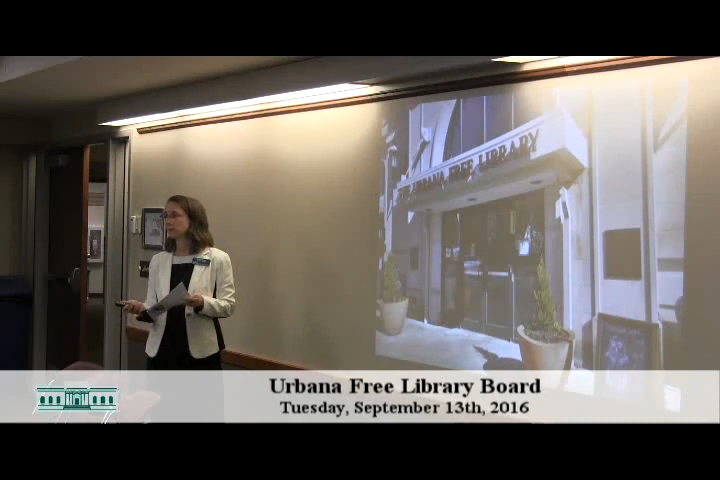 THE URBANA FREE LIBRARY
Urbana Free Library Board
Tuesday, September 13th, 2016